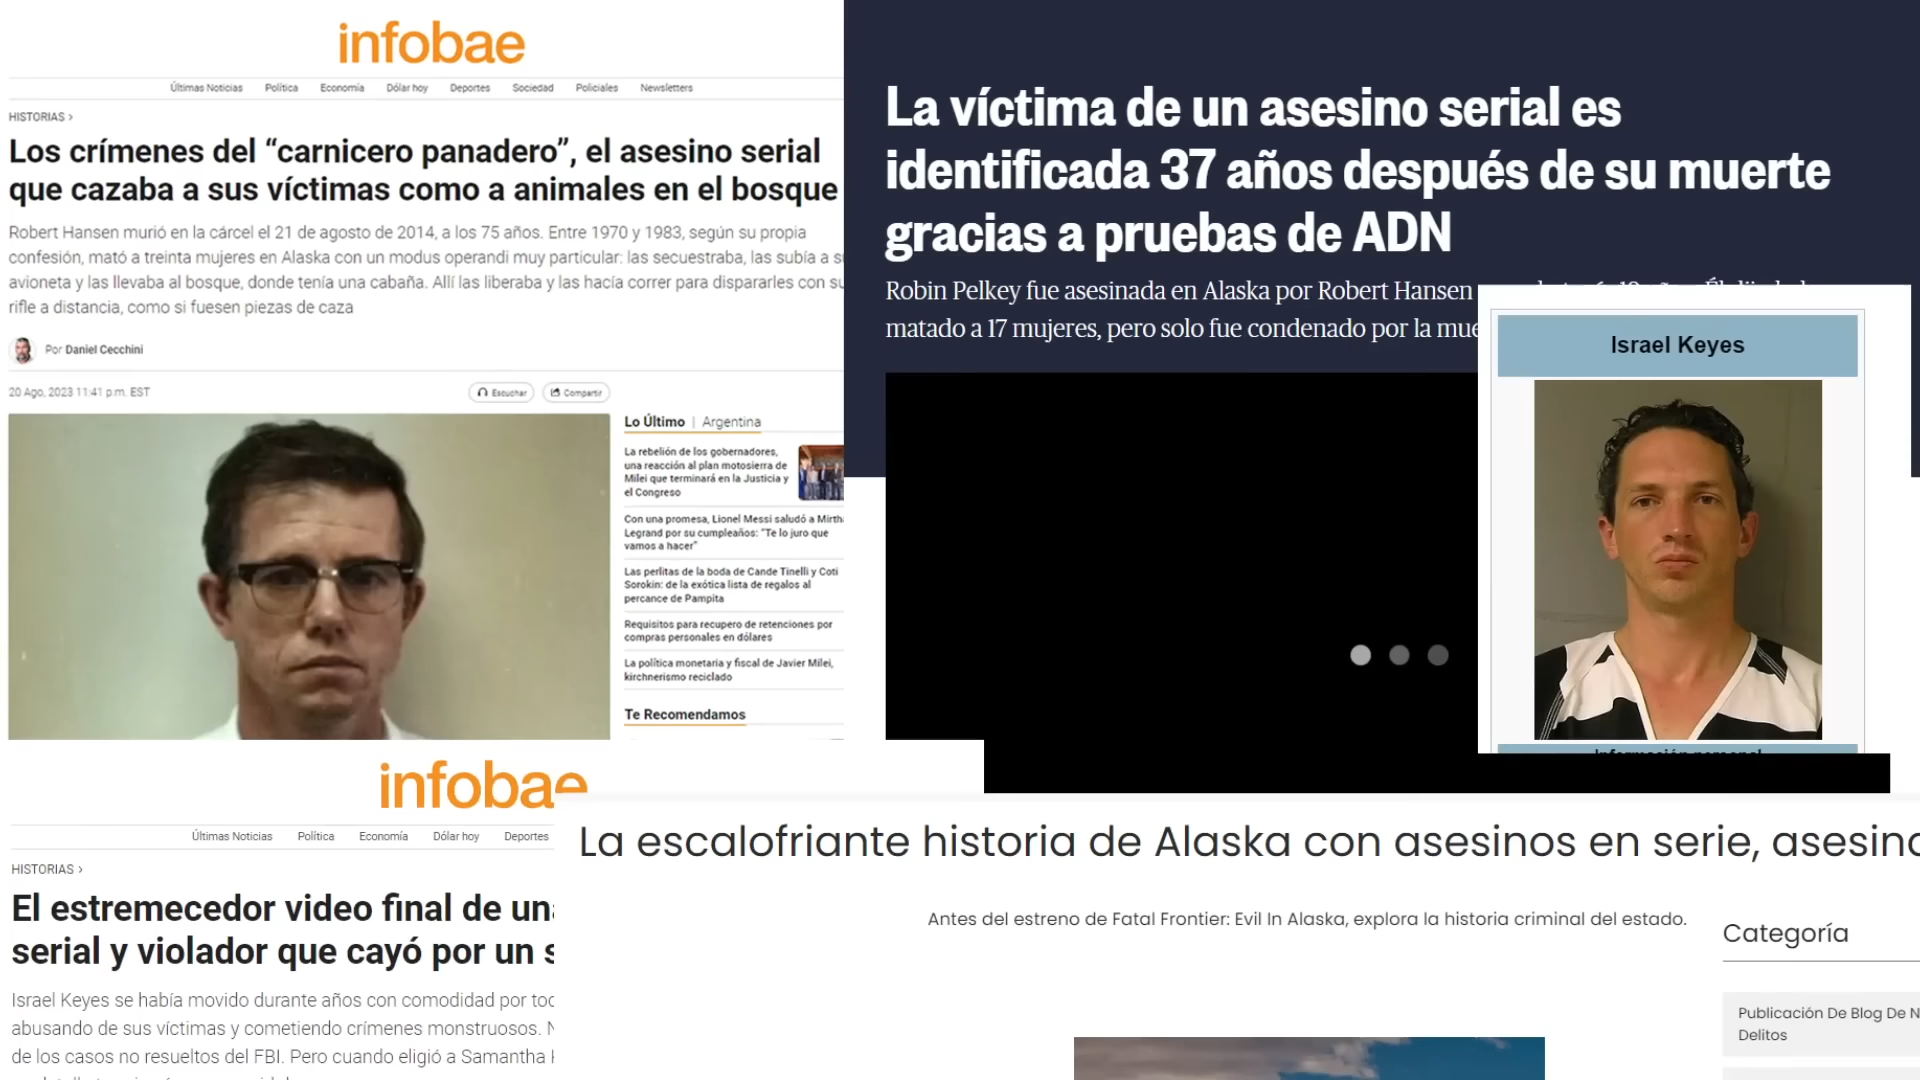 infobae
Últimas Noticias Política Economía Dólar hoy Deportes Sociedad Policiales Newsletters
HISTORIAS >
Los crímenes del “carnicero panadero”, el asesino serial
que cazaba a sus víctimas como a animales en el bosque
Robert Hansen murió en la cárcel el 21 de agosto de 2014, a los 75 años. Entre 1970 y 1983, según su propia
confesión, mató a treinta mujeres en Alaska con un modus operandi muy particular: las secuestraba, las subía a
avioneta y las llevaba al bosque, donde tenía una cabaña. Allí las liberaba y las hacía correr para dispararles con
rifle a distancia, como si fuesen piezas de caza
Por Daniel Cecchini
20 Ago, 2023 11:41 p.m. EST
Escuchar Compartir
Lo Último | Argentina
La rebelión de los gobernadores,
una reacción al plan motosierra de
Milei que terminará en la Justicia y
el Congreso
Con una promesa, Lionel Messi saludó a Mirth
Legrand por su cumpleaños: “Te lo juro que
vamos a hacer”
Las perlitas de la boda de Cande Tinelli y Coti
Sorokin: de la exótica lista de regalos al
percance de Pampita
Requisitos para recupero de retenciones por
compras personales en dólares
La política monetaria y fiscal de Javier Milei,
kirchnerismo reciclado
Te Recomendamos
La víctima de un asesino serial es
identificada 37 años después de su muerte
gracias a pruebas de ADN
Robin Pelkey fue asesinada en Alaska por Robert Hansen
matado a 17 mujeres, pero solo fue condenado por la mue
Israel Keyes
Información personal
infobae
Últimas Noticias Política Economía Dólar hoy Deportes
HISTORIAS >
El estremecedor video final de una
serial y violador que cayó por un s
Israel Keyes se había movido durante años con comodidad por toc
abusando de sus víctimas y cometiendo crímenes monstruosos. N
de los casos no resueltos del FBI. Pero cuando eligió a Samantha
La escalofriante historia de Alaska con asesinos en serie, asesino
Antes del estreno de Fatal Frontier: Evil In Alaska, explora la historia criminal del estado.
Categoría
Publicación De Blog De N
Delitos